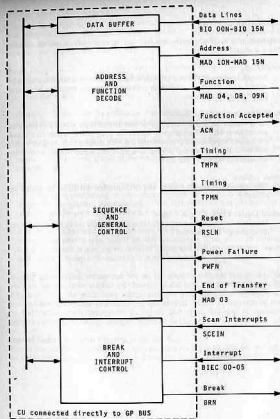 DATA BUFFER
Data Lines
BIO 00N-BIO 15N
ADDRESS
AND
FUNCTION
DECODE
Address
MAD 10N-MAD 15N
Function
MAD 04, 08, 09N
Function Accepted
ACN
SEQUENCE
AND
GENERAL
CONTROL
Timing
TMPN
Timing
TPMN
Reset
RSLN
Power Failure
PWFN
End of Transfer
MAD 03
BREAK
AND
INTERRUPT
CONTROL
Scan Interrupts
SCEIN
Interrupt
BIEC 00-05
Break
BRN
CU connected directly to GP BUS